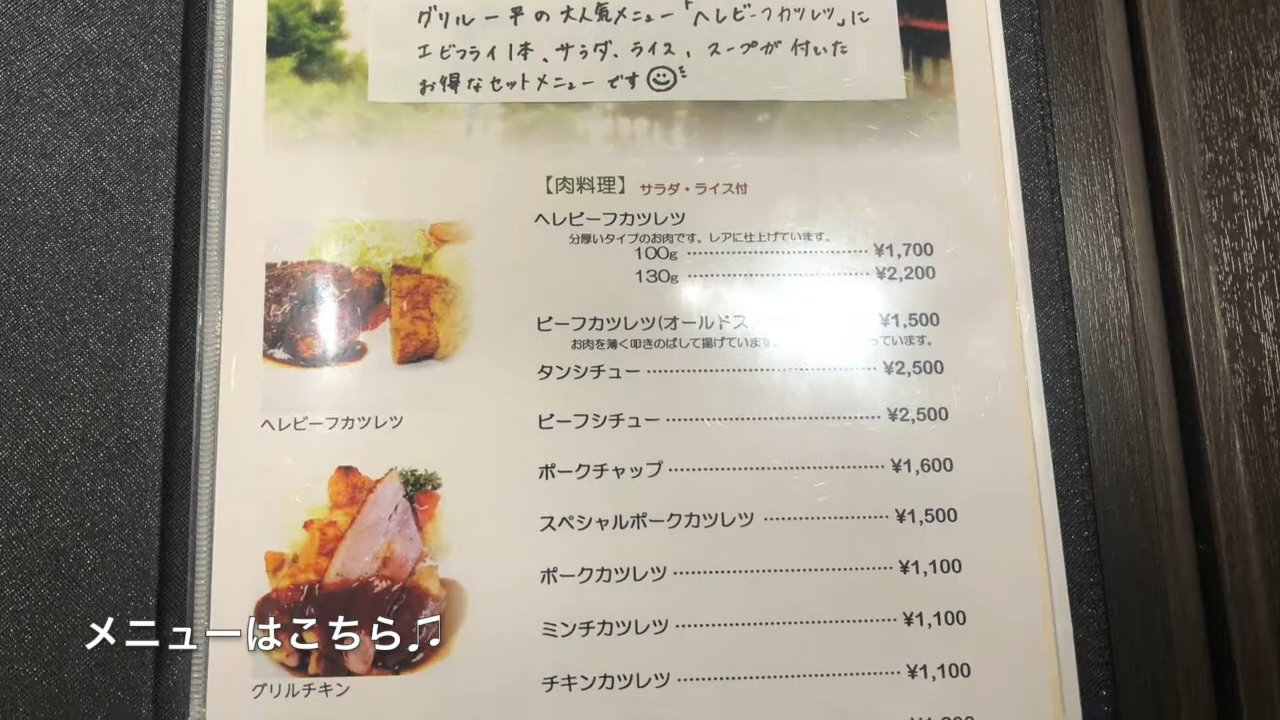 グリル一平の大人気メニュー「ヘレビーフカツレツ」に
エビフライ1本、サラダ、ライス、スープが付いた
お得なセットメニューです
【肉料理】 サラダ・ライス付
ヘレビーフカツレツ
分厚いタイプのお肉です。レアに仕上げています。
100g ¥1,700
130g ¥2,200
ビーフカツレツ(オールドス ¥1,500
お肉を薄く叩きのばして揚げています。 っています。
タンシチュー ¥2,500
ビーフシチュー ¥2,500
ポークチャップ ¥1,600
スペシャルポークカツレツ ¥1,500
ポークカツレツ ¥1,100
ミンチカツレツ ¥1,100
チキンカツレツ ¥1,100
ヘレビーフカツレツ
グリルチキン
メニューはこちら♫